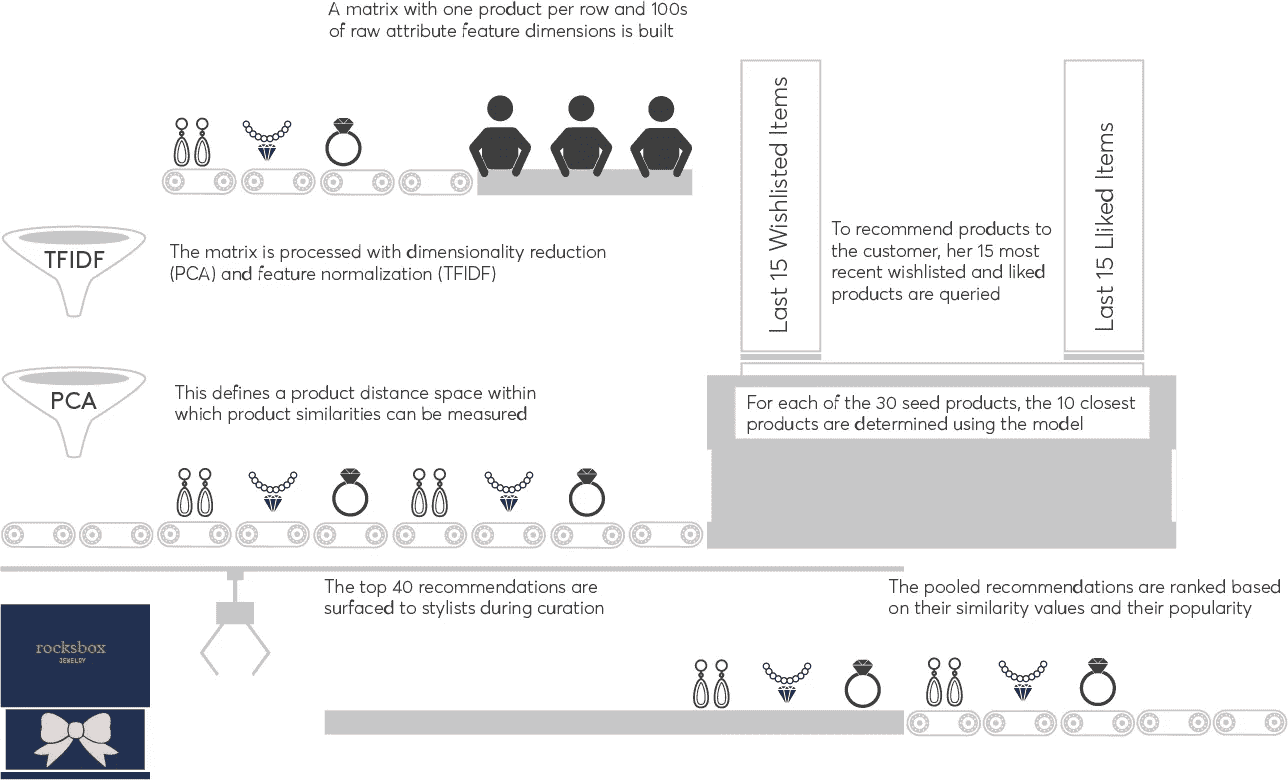 A matrix with one product per row and 100s
of raw attribute feature dimensions is built
TFIDF
The matrix is processed with dimensionality reduction
(PCA) and feature normalization (TFIDF)
PCA
This defines a product distance space within
which product similarities can be measured
Last 15 Wishlisted Items
To recommend products to
the customer, her 15 most
recent wishlisted and liked
products are queried
Last 15 Lliked Items
For each of the 30 seed products, the 10 closest
products are determined using the model
The pooled recommendations are ranked based
on their similarity values and their popularity
The top 40 recommendations are
surfaced to stylists during curation
rocksbox
JEWELRY